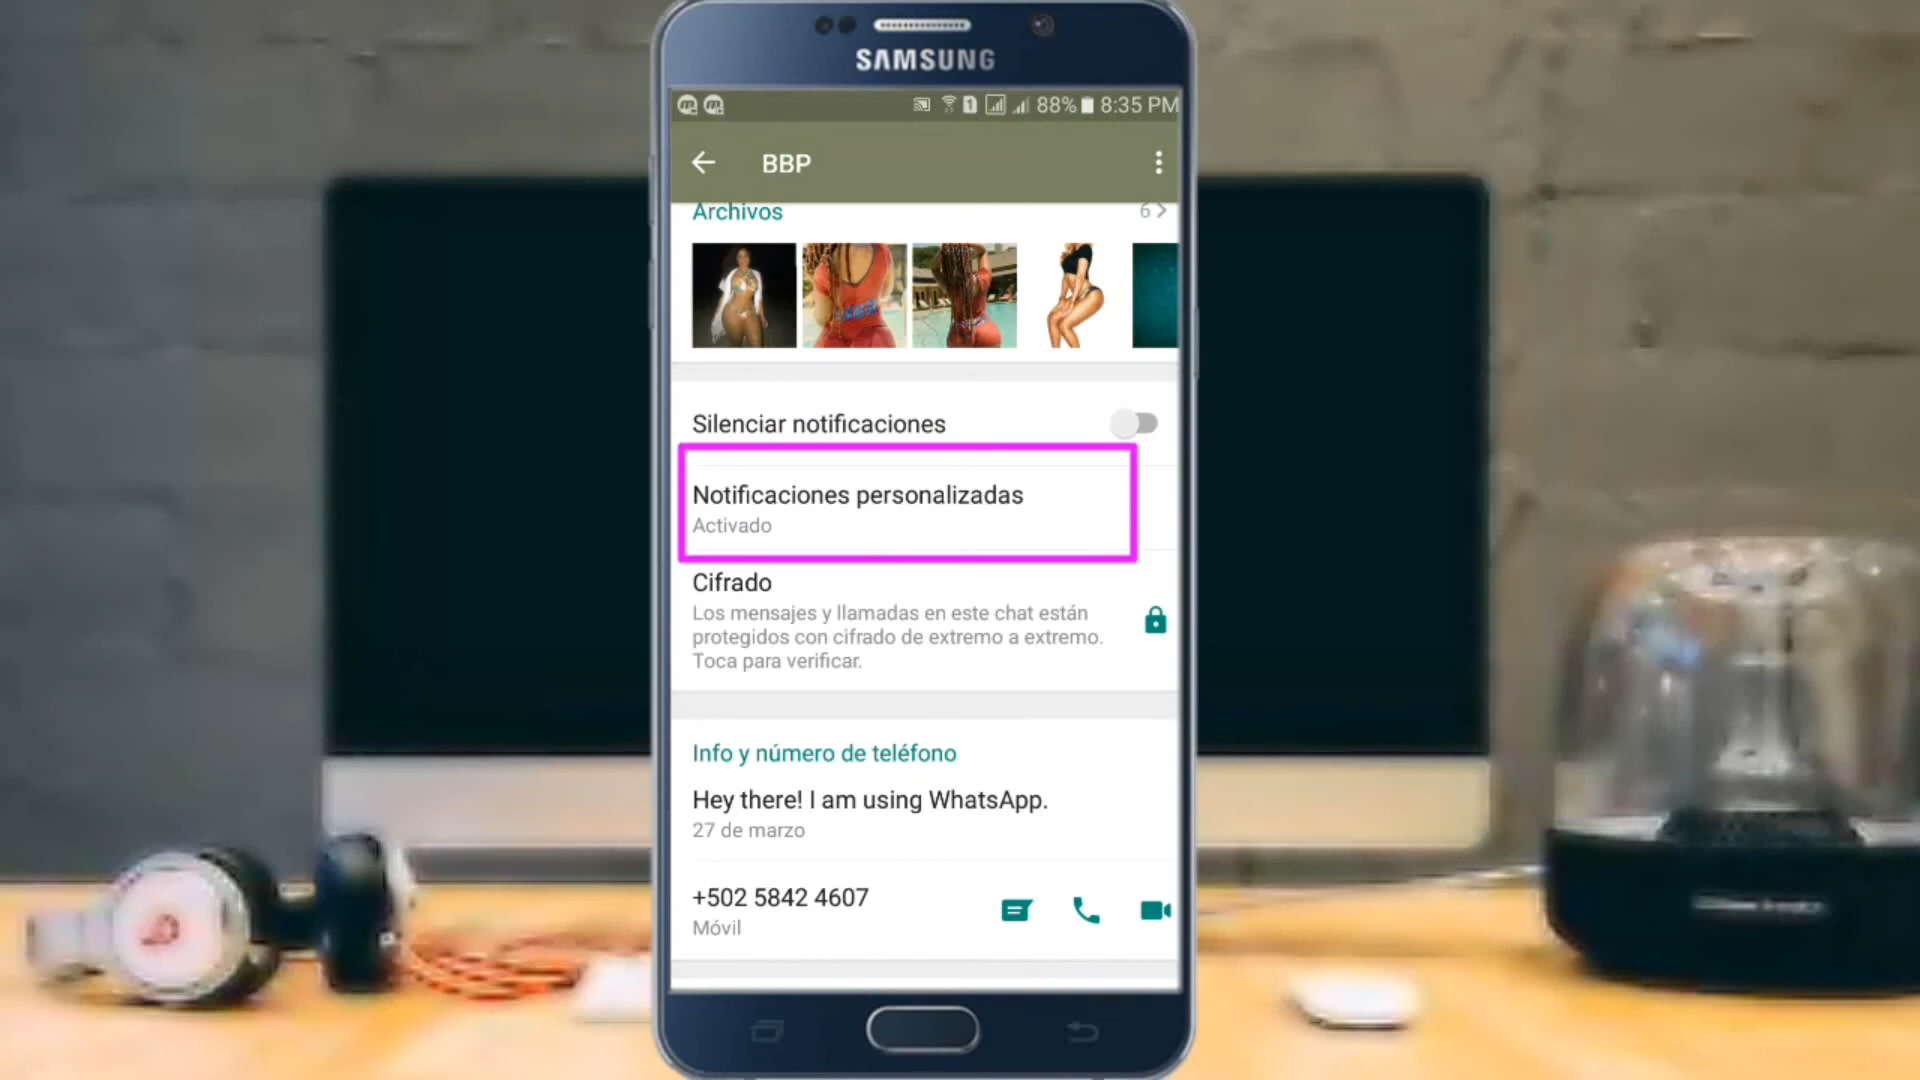 SAMSUNG
88% 8:35 PM
BBP
Archivos
6
Silenciar notificaciones
Notificaciones personalizadas
Activado
Cifrado
Los mensajes y llamadas en este chat están
protegidos con cifrado de extremo a extremo.
Toca para verificar.
Info y número de teléfono
Hey there! I am using WhatsApp.
27 de marzo
+502 5842 4607
Móvil